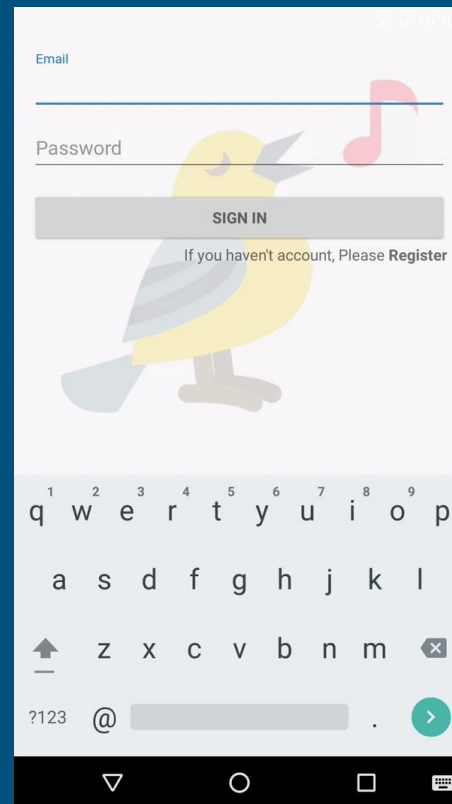 Email
Password
SIGN IN
If you haven't account, Please Register
1 2 3 4 5 6 7 8 9
q w e r t y u i o p
a s d f g h j k l
z x c v b n m
?123 @ .